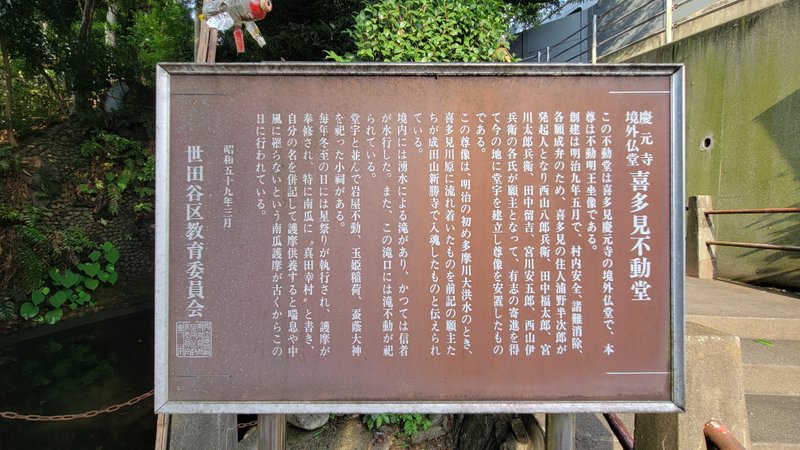 慶元寺
境外仏堂
喜多見不動堂
この不動堂は喜多見慶元寺の境外仏堂で、本
尊は不動明王坐像である。
創建は明治九年五月で、村内安全、諸難消除、
各願成弁のため、喜多見の住人浦野半次郎が
発起人となり西山八郎兵衛、田中福太郎、宮
川太郎兵衛、田中留吉、宮川安五郎、西山伊
兵衛の各氏が願主となって、有志の寄進を得
て今の地に堂宇を建立し尊像を安置したもの
である。
この尊像は、明治の初め多摩川大洪水のとき、
喜多見川原に流れ着いたものを前記の願主た
ちが成田山新勝寺で入魂したものと伝えられ
ている。
境内には湧水による滝があり、かつては信者
が水行した。また、この滝口には滝不動が祀
られている。
堂宇と並んで岩屋不動、玉姫稲荷、蚕蔭大神
を祀った小祠がある。
毎年冬至の日には星祭りが執行され、護摩が
奉修され、特に南瓜に〝真田幸村〟と書き、
自分の名を併記して護摩供養すると喘息や中
風に罹らないという南瓜護摩が古くからこの
日に行われている。
昭和五十九年三月
世田谷区教育委員会